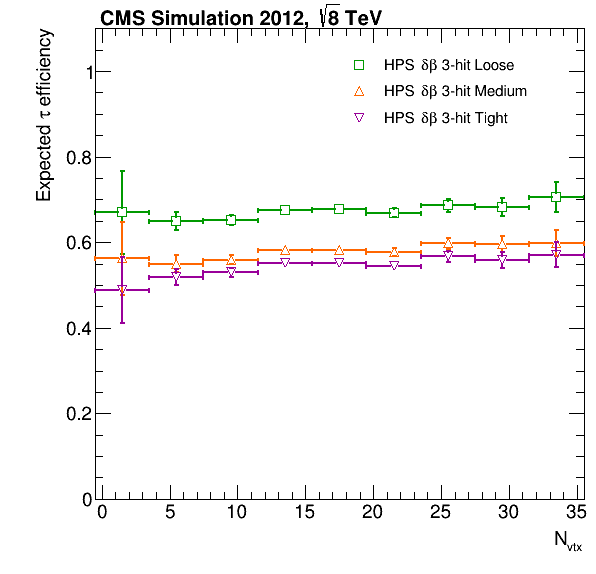 CMS Simulation 2012, √8 TeV
Expected τ efficiency
HPS δβ 3-hit Loose
HPS δβ 3-hit Medium
HPS δβ 3-hit Tight
1
0.8
0.6
0.4
0.2
0
0 5 10 15 20 25 30 35
N_vtx